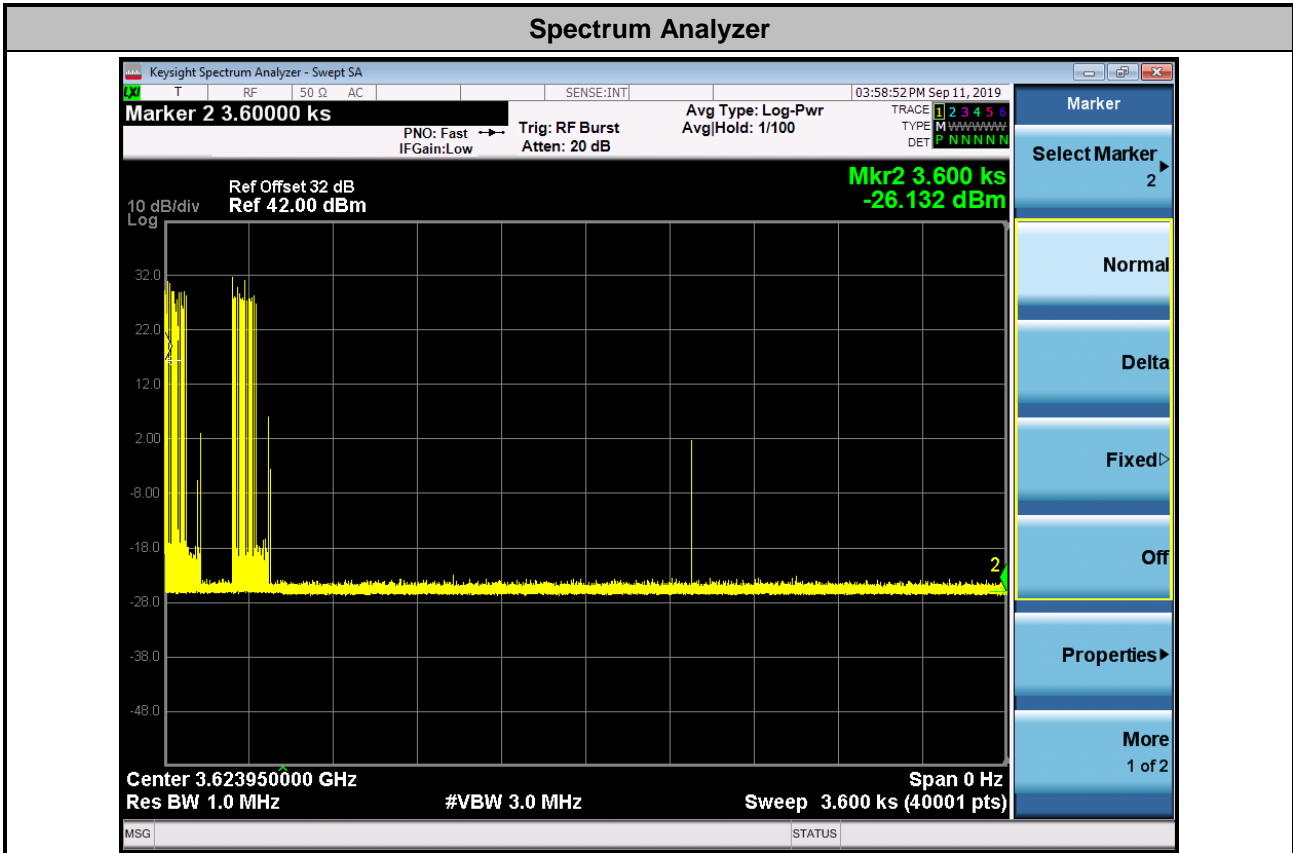 Spectrum Analyzer
Keysight Spectrum Analyzer - Swept SA
LXI T RF 50 Ω AC SENSE:INT 03:58:52 PM Sep 11, 2019
Marker 2 3.60000 ks
PNO: Fast
IFGain:Low
Trig: RF Burst
Atten: 20 dB
Avg Type: Log-Pwr
Avg|Hold: 1/100
TRACE 1 2 3 4 5 6
TYPE M WWWWW
DET P N N N N N
Mkr2 3.600 ks
-26.132 dBm
Ref Offset 32 dB
10 dB/div Ref 42.00 dBm
Log
32.0
22.0
12.0
2.00
-8.00
-18.0
-28.0
-38.0
-48.0
2
Center 3.623950000 GHz
Span 0 Hz
Res BW 1.0 MHz
#VBW 3.0 MHz
Sweep 3.600 ks (40001 pts)
MSG
STATUS
Marker
Select Marker
2
Normal
Delta
Fixed
Off
Properties
More
1 of 2